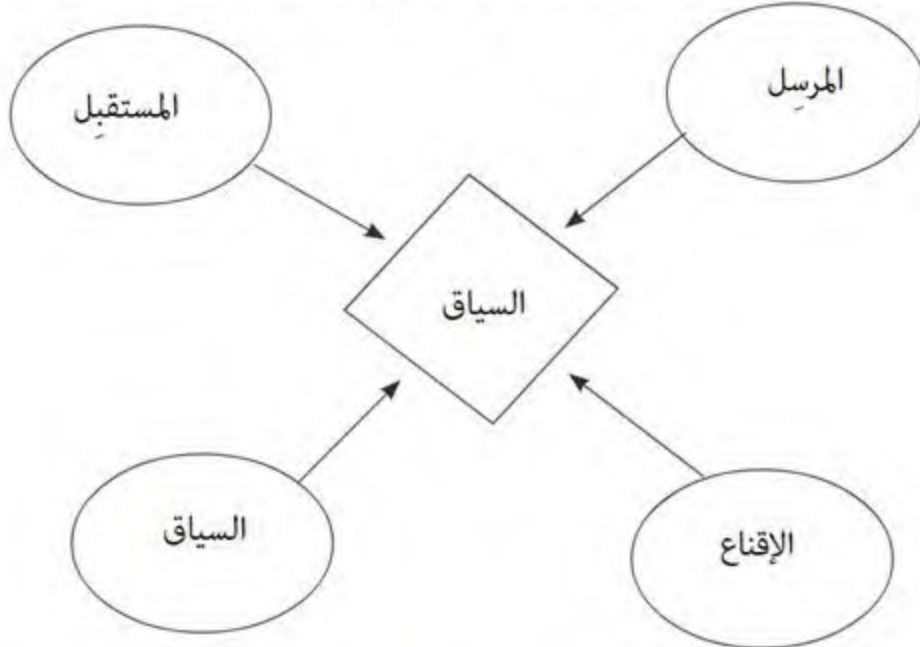 المرسِل
المستقبِل
السياق
السياق
الإقناع